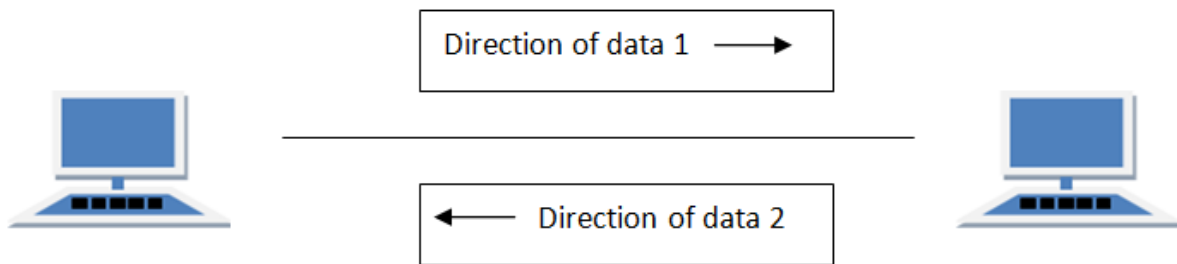 Direction of data 1
Direction of data 2